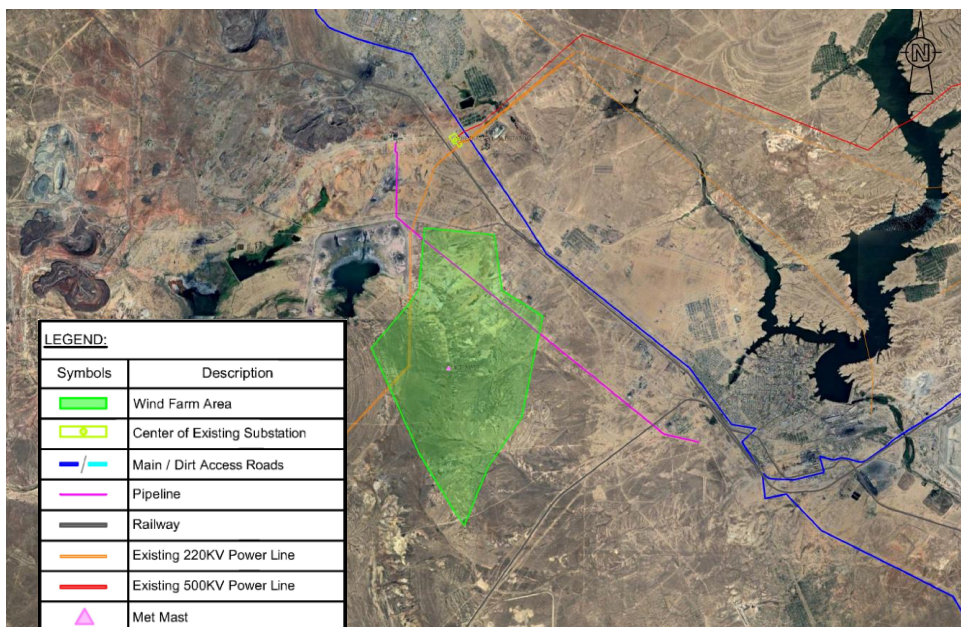 N
LEGEND:
Symbols Description
Wind Farm Area
Center of Existing Substation
Main / Dirt Access Roads
Pipeline
Railway
Existing 220KV Power Line
Existing 500KV Power Line
Met Mast